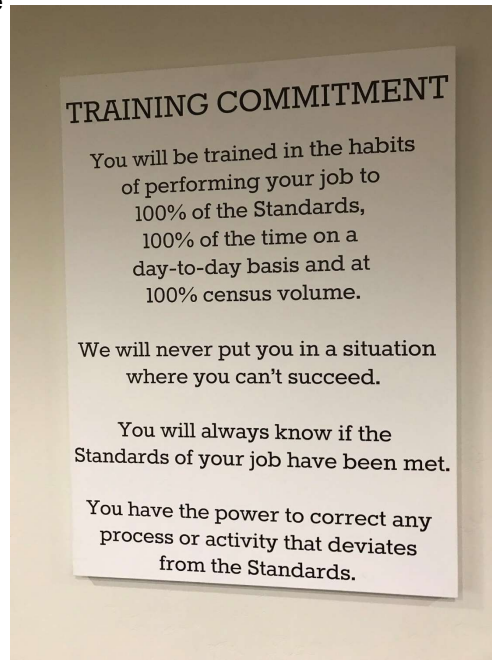 TRAINING COMMITMENT
You will be trained in the habits
of performing your job to
100% of the Standards,
100% of the time on a
day-to-day basis and at
100% census volume.
We will never put you in a situation
where you can't succeed.
You will always know if the
Standards of your job have been met.
You have the power to correct any
process or activity that deviates
from the Standards.